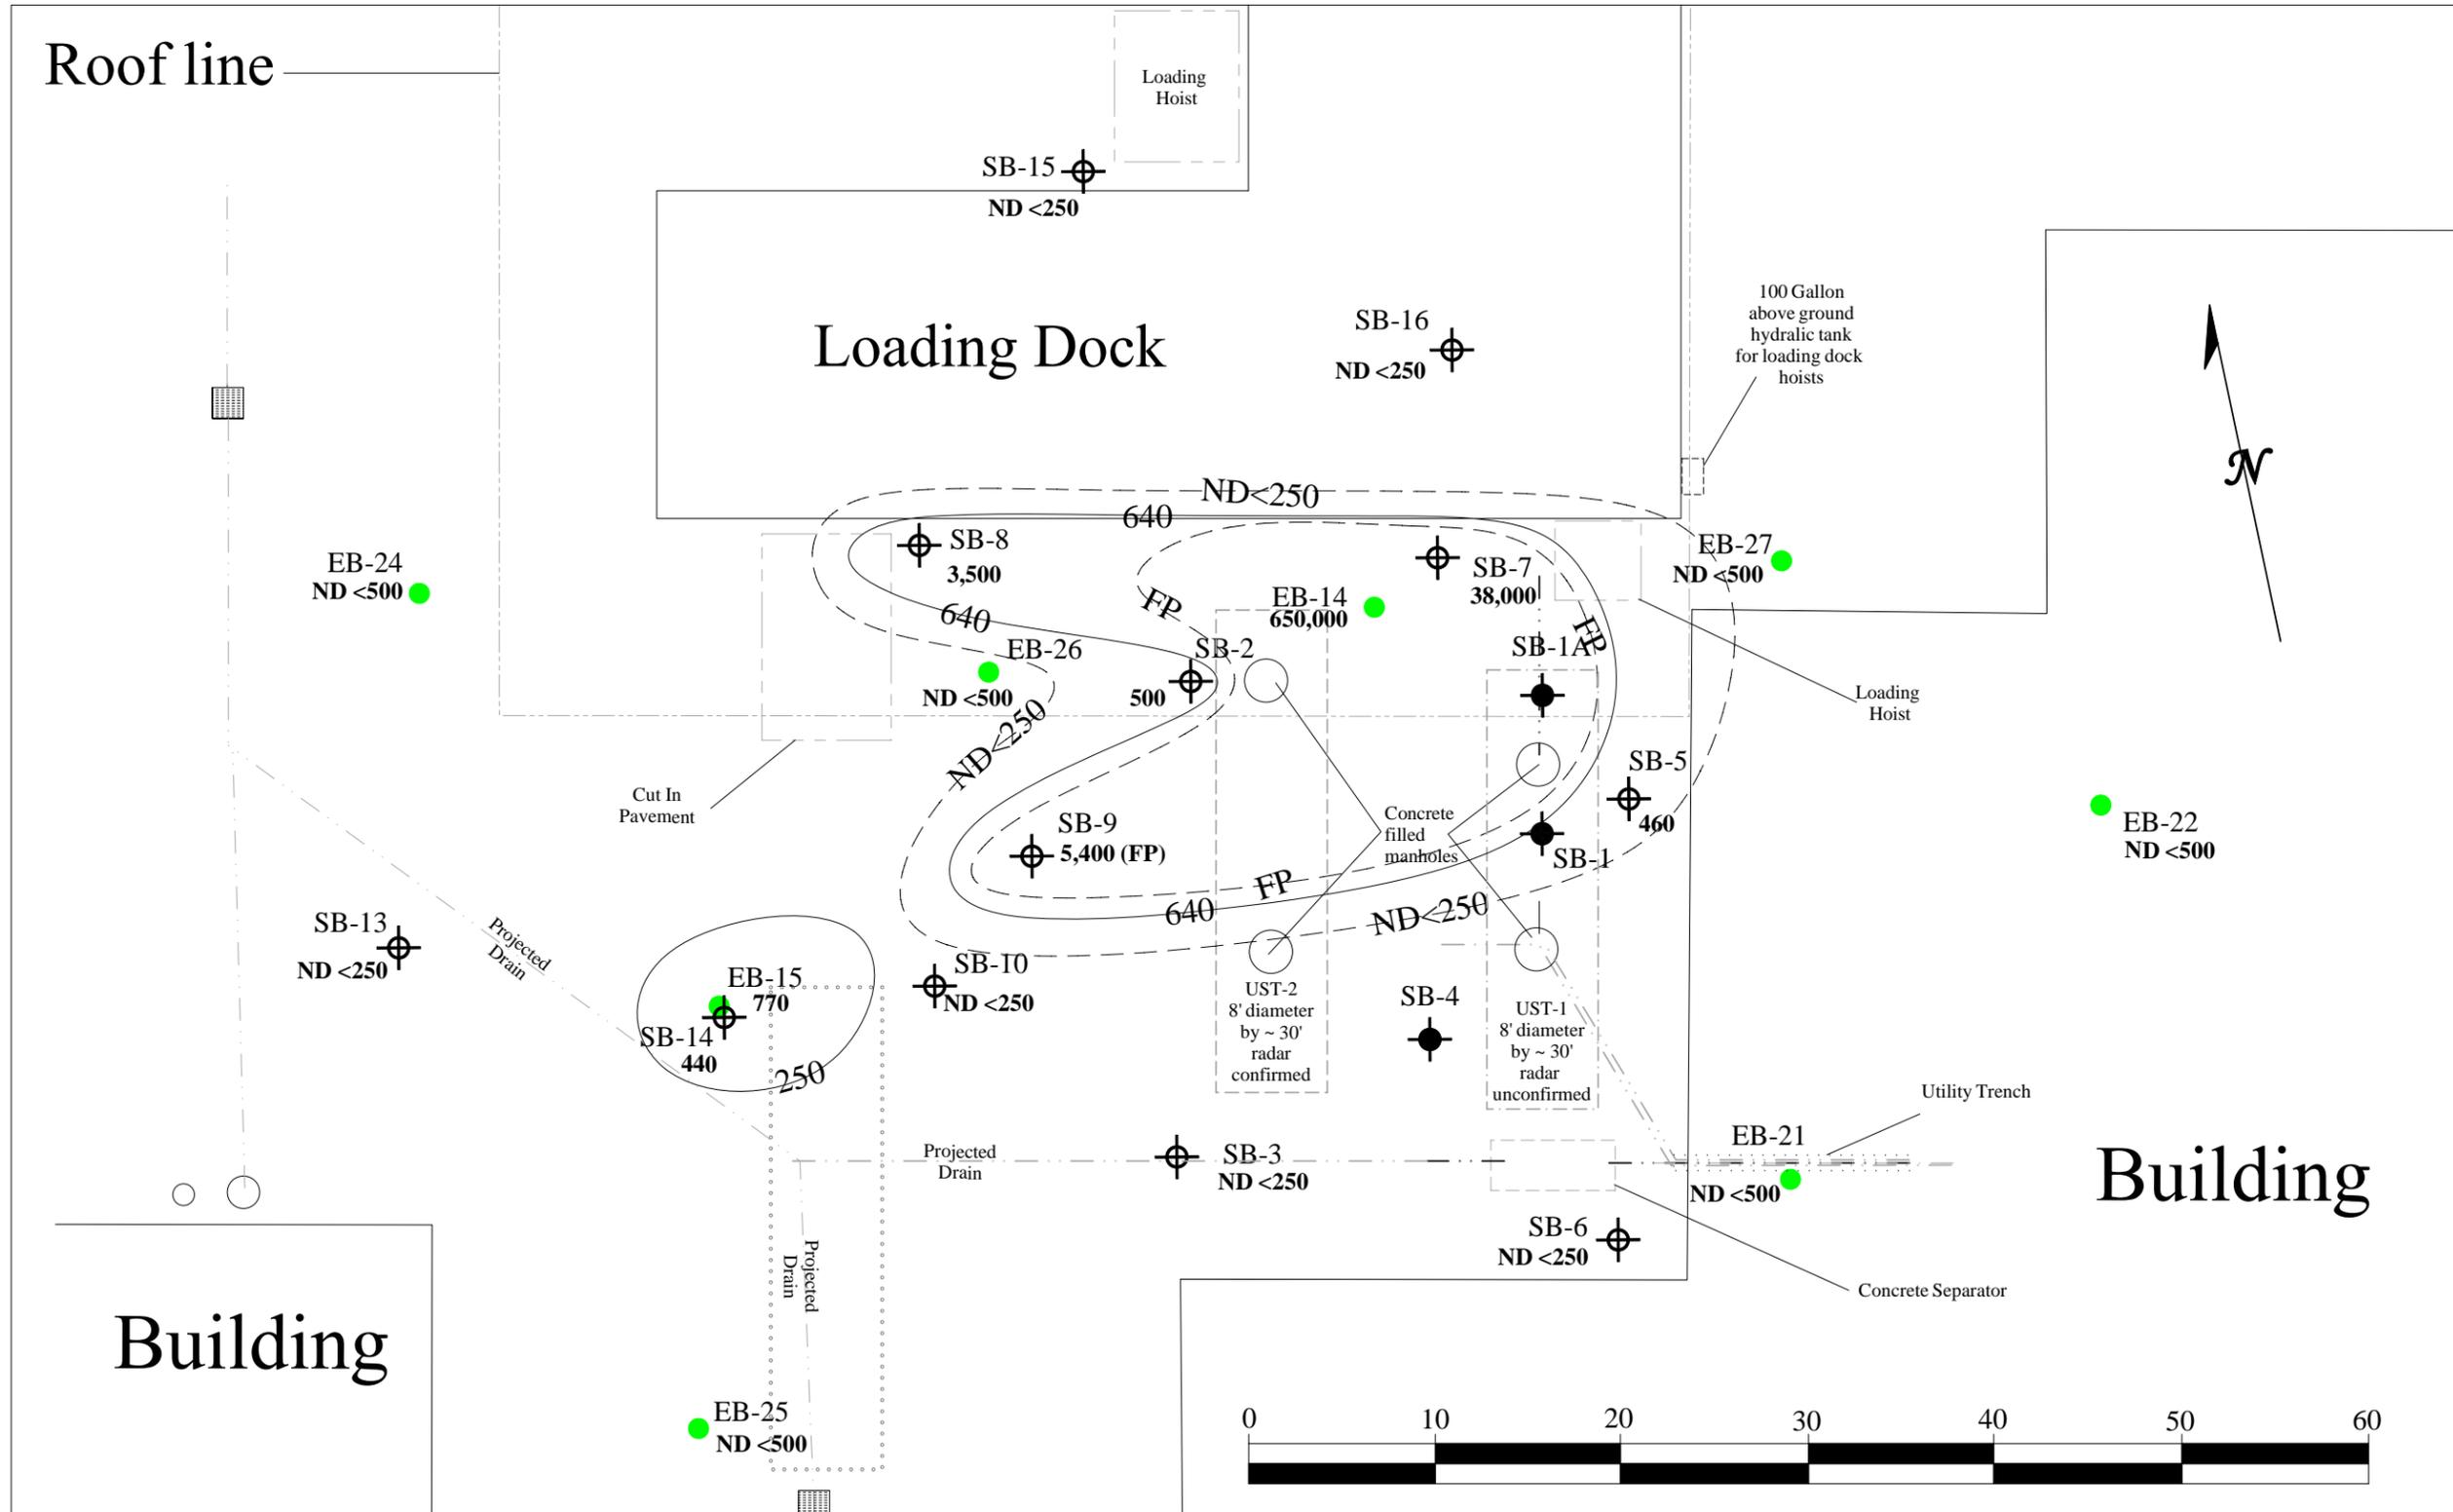 Roof line
Loading
Hoist
SB-15
ND <250
Loading Dock
SB-16
ND <250
100 Gallon
above ground
hydralic tank
for loading dock
hoists
N
ND<250
640
SB-8
3,500
SB-7
38,000
EB-27
ND <500
EB-24
ND <500
FP
EB-14
650,000
FP
640
EB-26
ND <500
SB-2
500
SB-1A
Loading
Hoist
ND<250
SB-5
460
Cut In
Pavement
Concrete
filled
manholes
SB-9
5,400 (FP)
SB-1
EB-22
ND <500
FP
640
ND<250
SB-13
ND <250
Projected
Drain
EB-15
770
SB-14
440
250
SB-10
ND <250
UST-2
8' diameter
by ~ 30'
radar
confirmed
SB-4
UST-1
8' diameter
by ~ 30'
radar
unconfirmed
Utility Trench
Projected
Drain
SB-3
ND <250
EB-21
ND <500
Building
SB-6
ND <250
Projected
Drain
Concrete Separator
Building
EB-25
ND <500
0 10 20 30 40 50 60